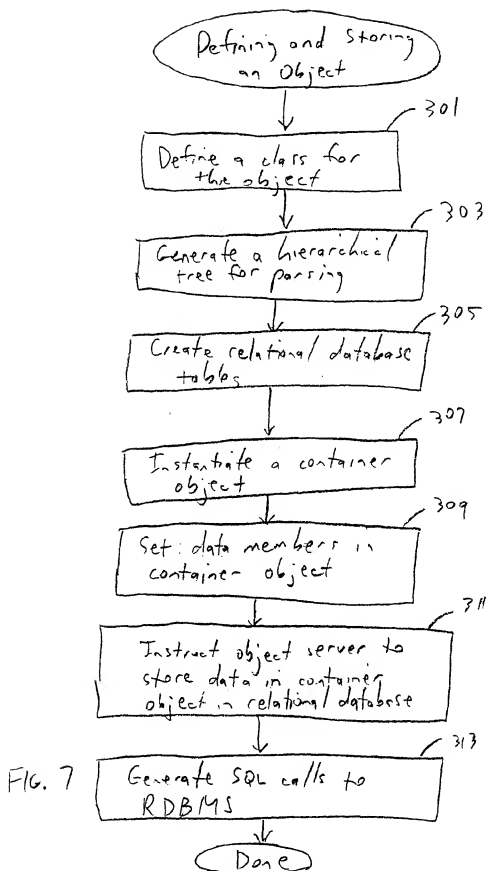 Defining and Storing
an Object
301
Define a class for
the object
303
Generate a hierarchical
tree for parsing
305
Create relational database
tables
307
Instantiate a container
object
309
Set data members in
container object
311
Instruct object server to
store data in container
object in relational database
313
Generate SQL calls to
RDBMS
FIG. 7
Done